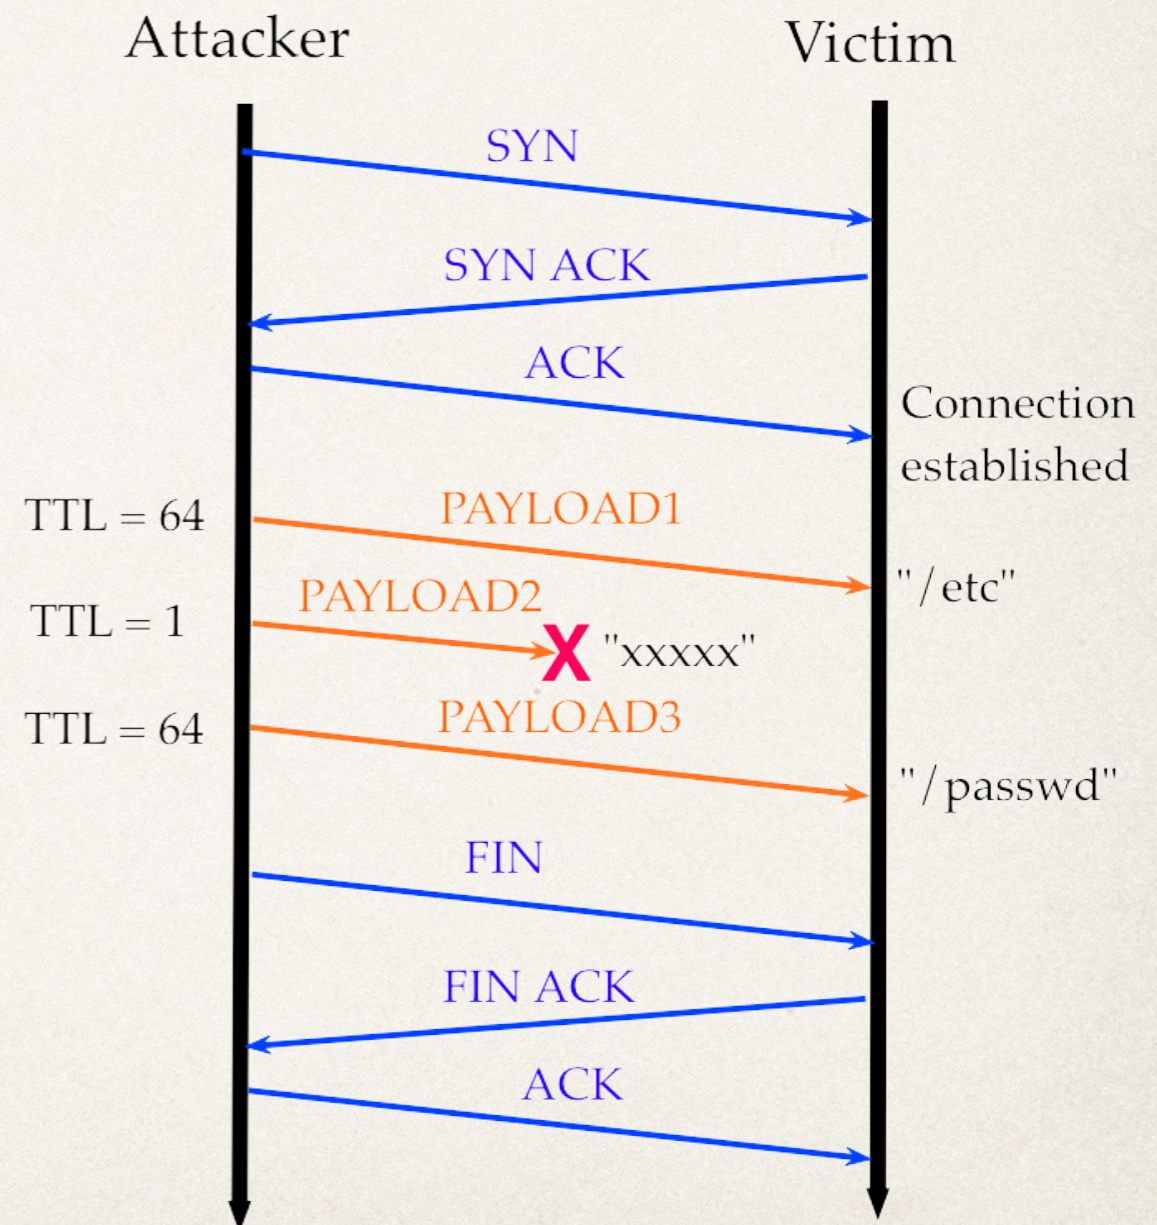 Attacker
Victim
SYN
SYN ACK
ACK
Connection
established
TTL = 64
PAYLOAD1
"/etc"
TTL = 1
PAYLOAD2
X
"xxxxx"
TTL = 64
PAYLOAD3
"/passwd"
FIN
FIN ACK
ACK